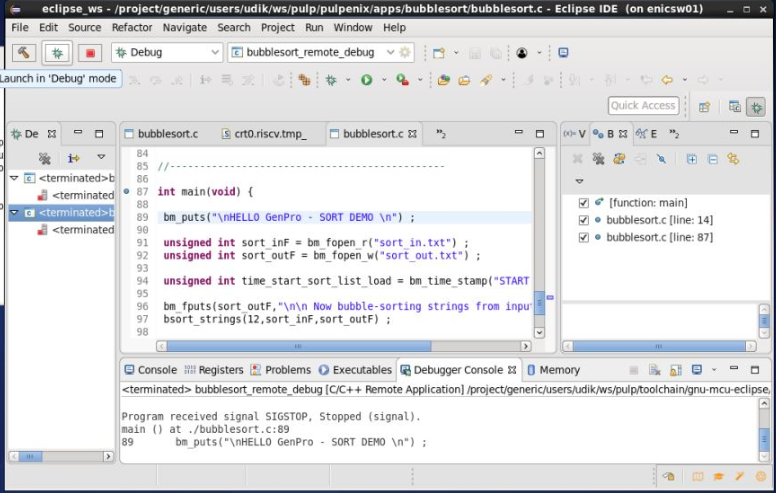 eclipse_ws - /project/generic/users/udik/ws/pulp/pulpenix/apps/bubblesort/bubblesort.c - Eclipse IDE (on enicsw01)
File Edit Source Refactor Navigate Search Project Run Window Help
Debug bubblesort_remote_debug
Launch in 'Debug' mode
Quick Access
De
<terminated>b
<terminated
<terminated>b
<terminated
bubblesort.c crt0.riscv.tmp_ bubblesort.c »2
84
85 //------------------------------------------------
86
87 int main(void) {
88
89 bm_puts("\nHELLO GenPro - SORT DEMO \n") ;
90
91 unsigned int sort_inF = bm_fopen_r("sort_in.txt") ;
92 unsigned int sort_outF = bm_fopen_w("sort_out.txt") ;
93
94 unsigned int time_start_sort_list_load = bm_time_stamp("START
95
96 bm_fputs(sort_outF,"\n\n Now bubble-sorting strings from input
97 bsort_strings(12,sort_inF,sort_outF) ;
98
(x)= V B E »2
[function: main]
bubblesort.c [line: 14]
bubblesort.c [line: 87]
Console Registers Problems Executables Debugger Console Memory
<terminated> bubblesort_remote_debug [C/C++ Remote Application] /project/generic/users/udik/ws/pulp/toolchain/gnu-mcu-eclipse,
Program received signal SIGSTOP, Stopped (signal).
main () at ./bubblesort.c:89
89 bm_puts("\nHELLO GenPro - SORT DEMO \n") ;